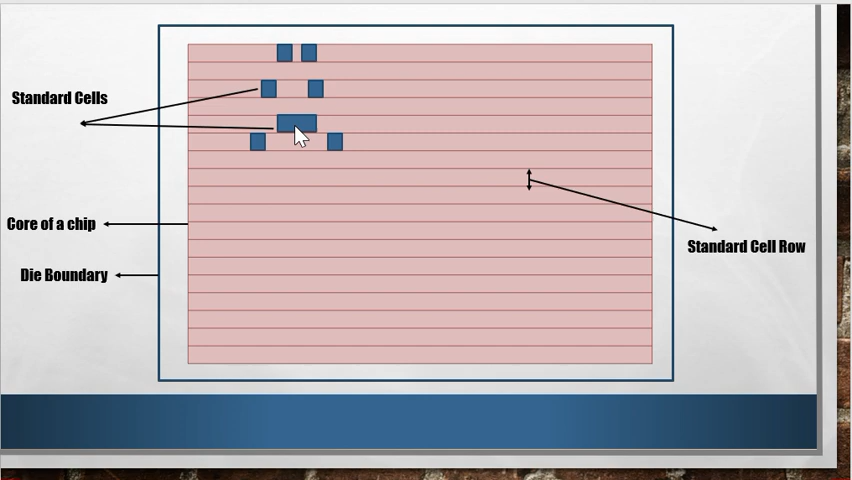 Standard Cells
Core of a chip
Die Boundary
Standard Cell Row